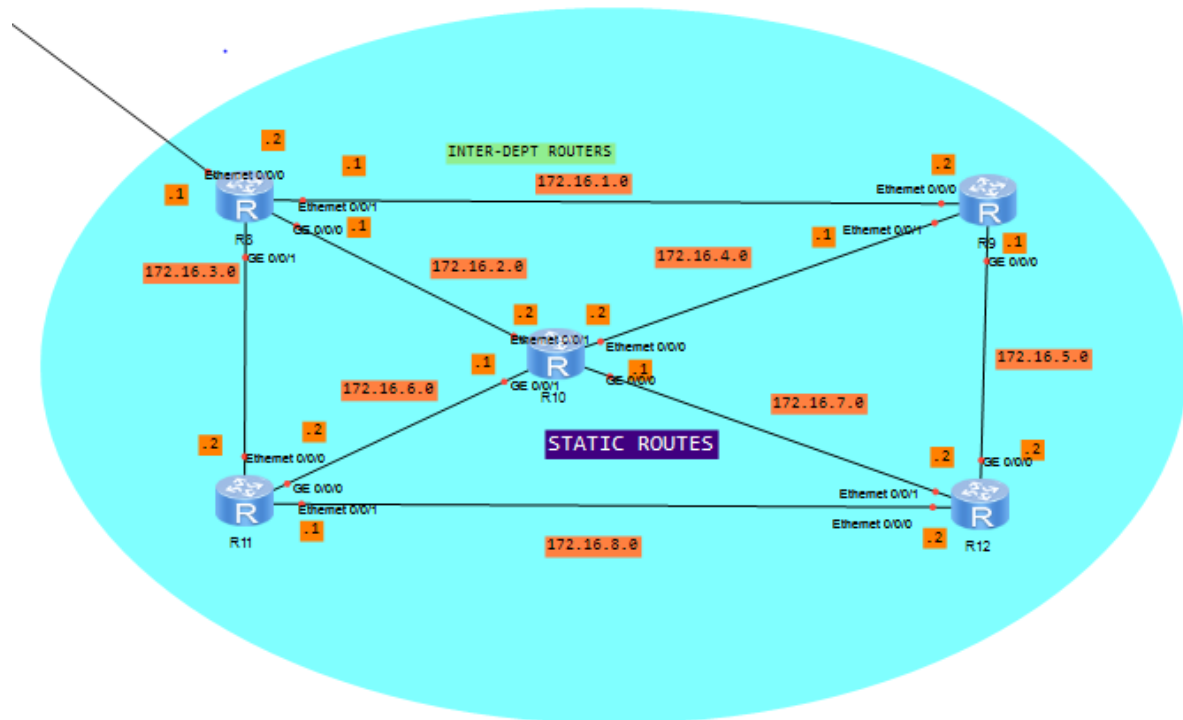 .2
INTER-DEPT ROUTERS
.1
.2
172.16.1.0
Ethernet 0/0/0
Ethernet 0/0/0
.1
R
Ethernet 0/0/1
R
GE 0/0/0
.1
Ethernet 0/0/1
.1
R9
.1
172.16.3.0
GE 0/0/1
172.16.2.0
172.16.4.0
GE 0/0/0
.2
.2
Ethernet 0/0/1
Ethernet 0/0/0
172.16.5.0
.1
R
GE 0/0/1
R10
.1
GE 0/0/0
172.16.6.0
172.16.7.0
STATIC ROUTES
.2
.2
.2
.2
Ethernet 0/0/0
GE 0/0/0
R
GE 0/0/0
Ethernet 0/0/1
Ethernet 0/0/1
R
Ethernet 0/0/0
R11
.1
172.16.8.0
.2
R12